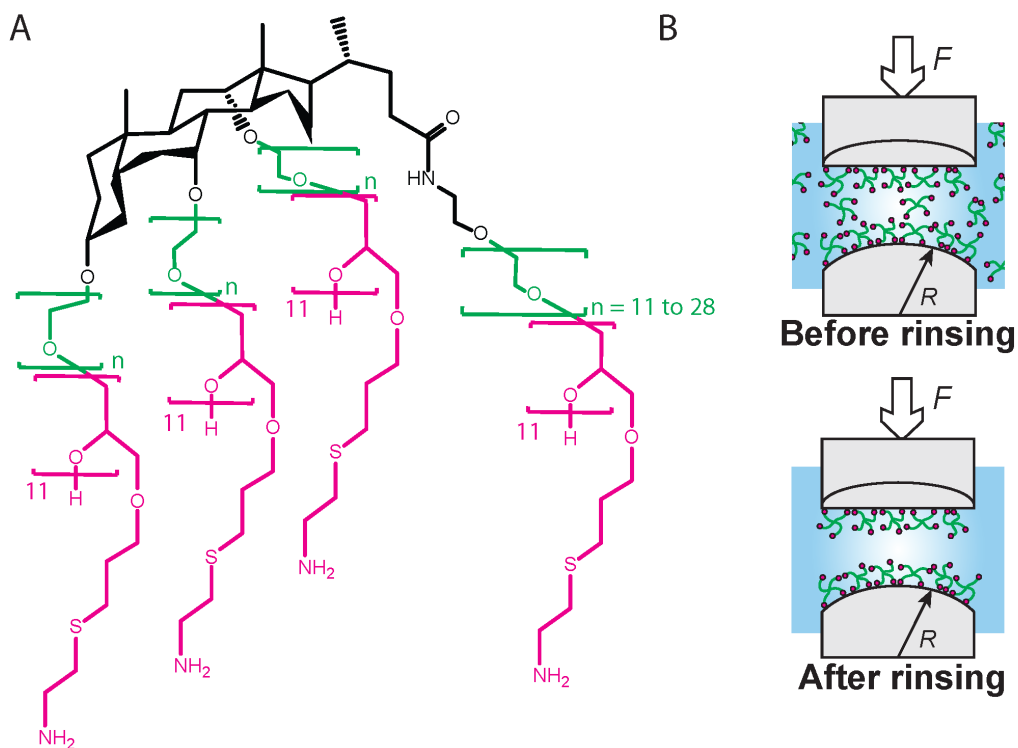 A
B
F
O
O
HN
O
O
O
n
O
O
O
n
O
O
n = 11 to 28
11
O
H
O
R
Before rinsing
O
n
O
H
11
O
O
H
11
O
F
O
H
11
O
S
S
S
NH2
S
NH2
NH2
R
After rinsing
NH2